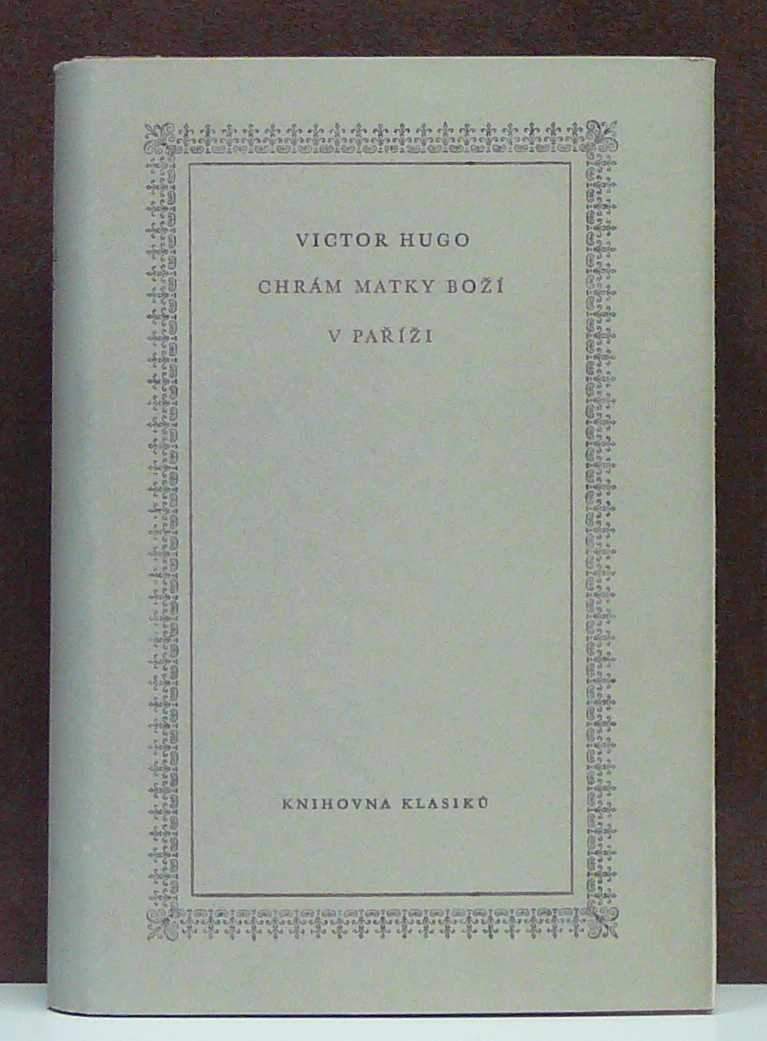 VICTOR HUGO
CHRÁM MATKY BOŽÍ
V PAŘÍŽI
KNIHOVNA KLASIKŮ